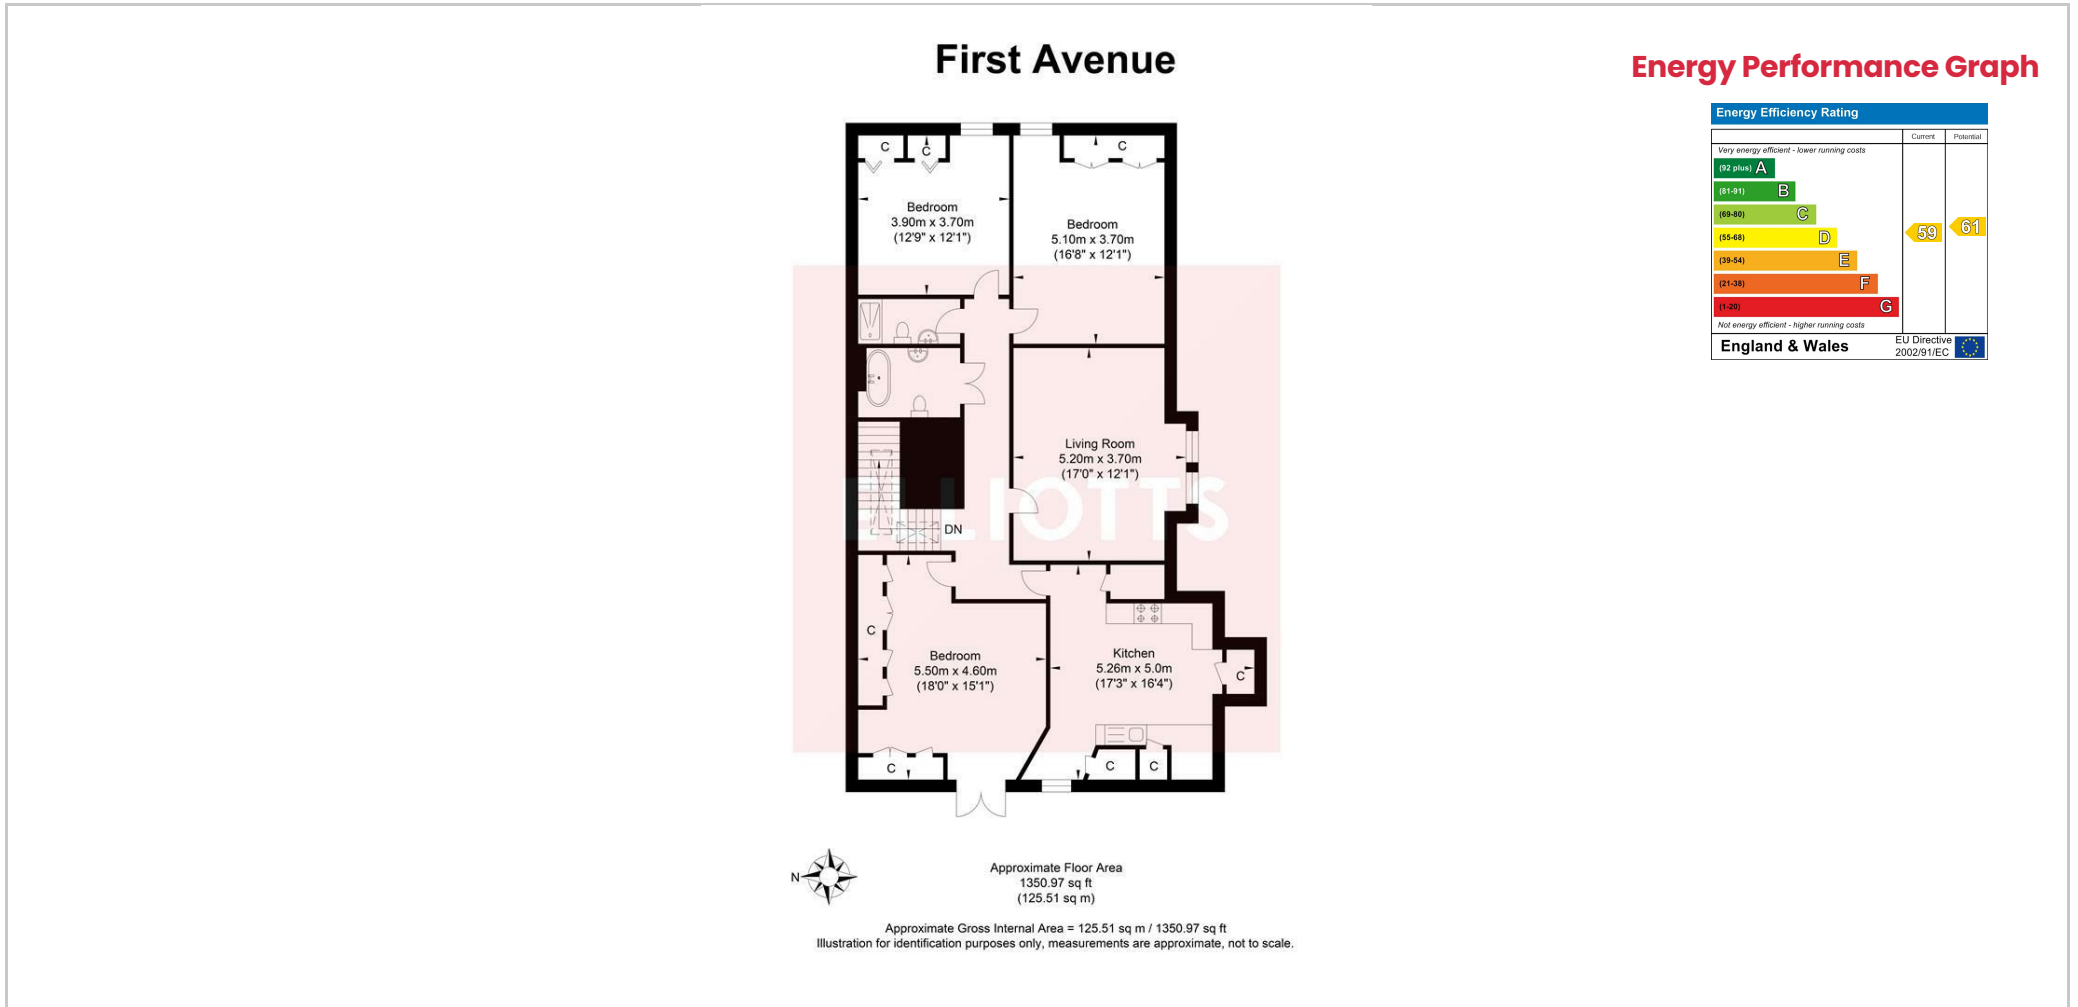 First Avenue
Energy Performance Graph
Energy Efficiency Rating
Current
Potential
Very energy efficient - lower running costs
(92 plus) A
(81-91) B
(69-80) C
(55-68) D
(39-54) E
(21-38) F
(1-20) G
59
61
Not energy efficient - higher running costs
England & Wales
EU Directive
2002/91/EC
C
C
C
Bedroom
3.90m x 3.70m
(12'9" x 12'1")
Bedroom
5.10m x 3.70m
(16'8" x 12'1")
Living Room
5.20m x 3.70m
(17'0" x 12'1")
ELLIOTTS
DN
C
Bedroom
5.50m x 4.60m
(18'0" x 15'1")
Kitchen
5.26m x 5.0m
(17'3" x 16'4")
C
C
C
C
N
Approximate Floor Area
1350.97 sq ft
(125.51 sq m)
Approximate Gross Internal Area = 125.51 sq m / 1350.97 sq ft
Illustration for identification purposes only, measurements are approximate, not to scale.